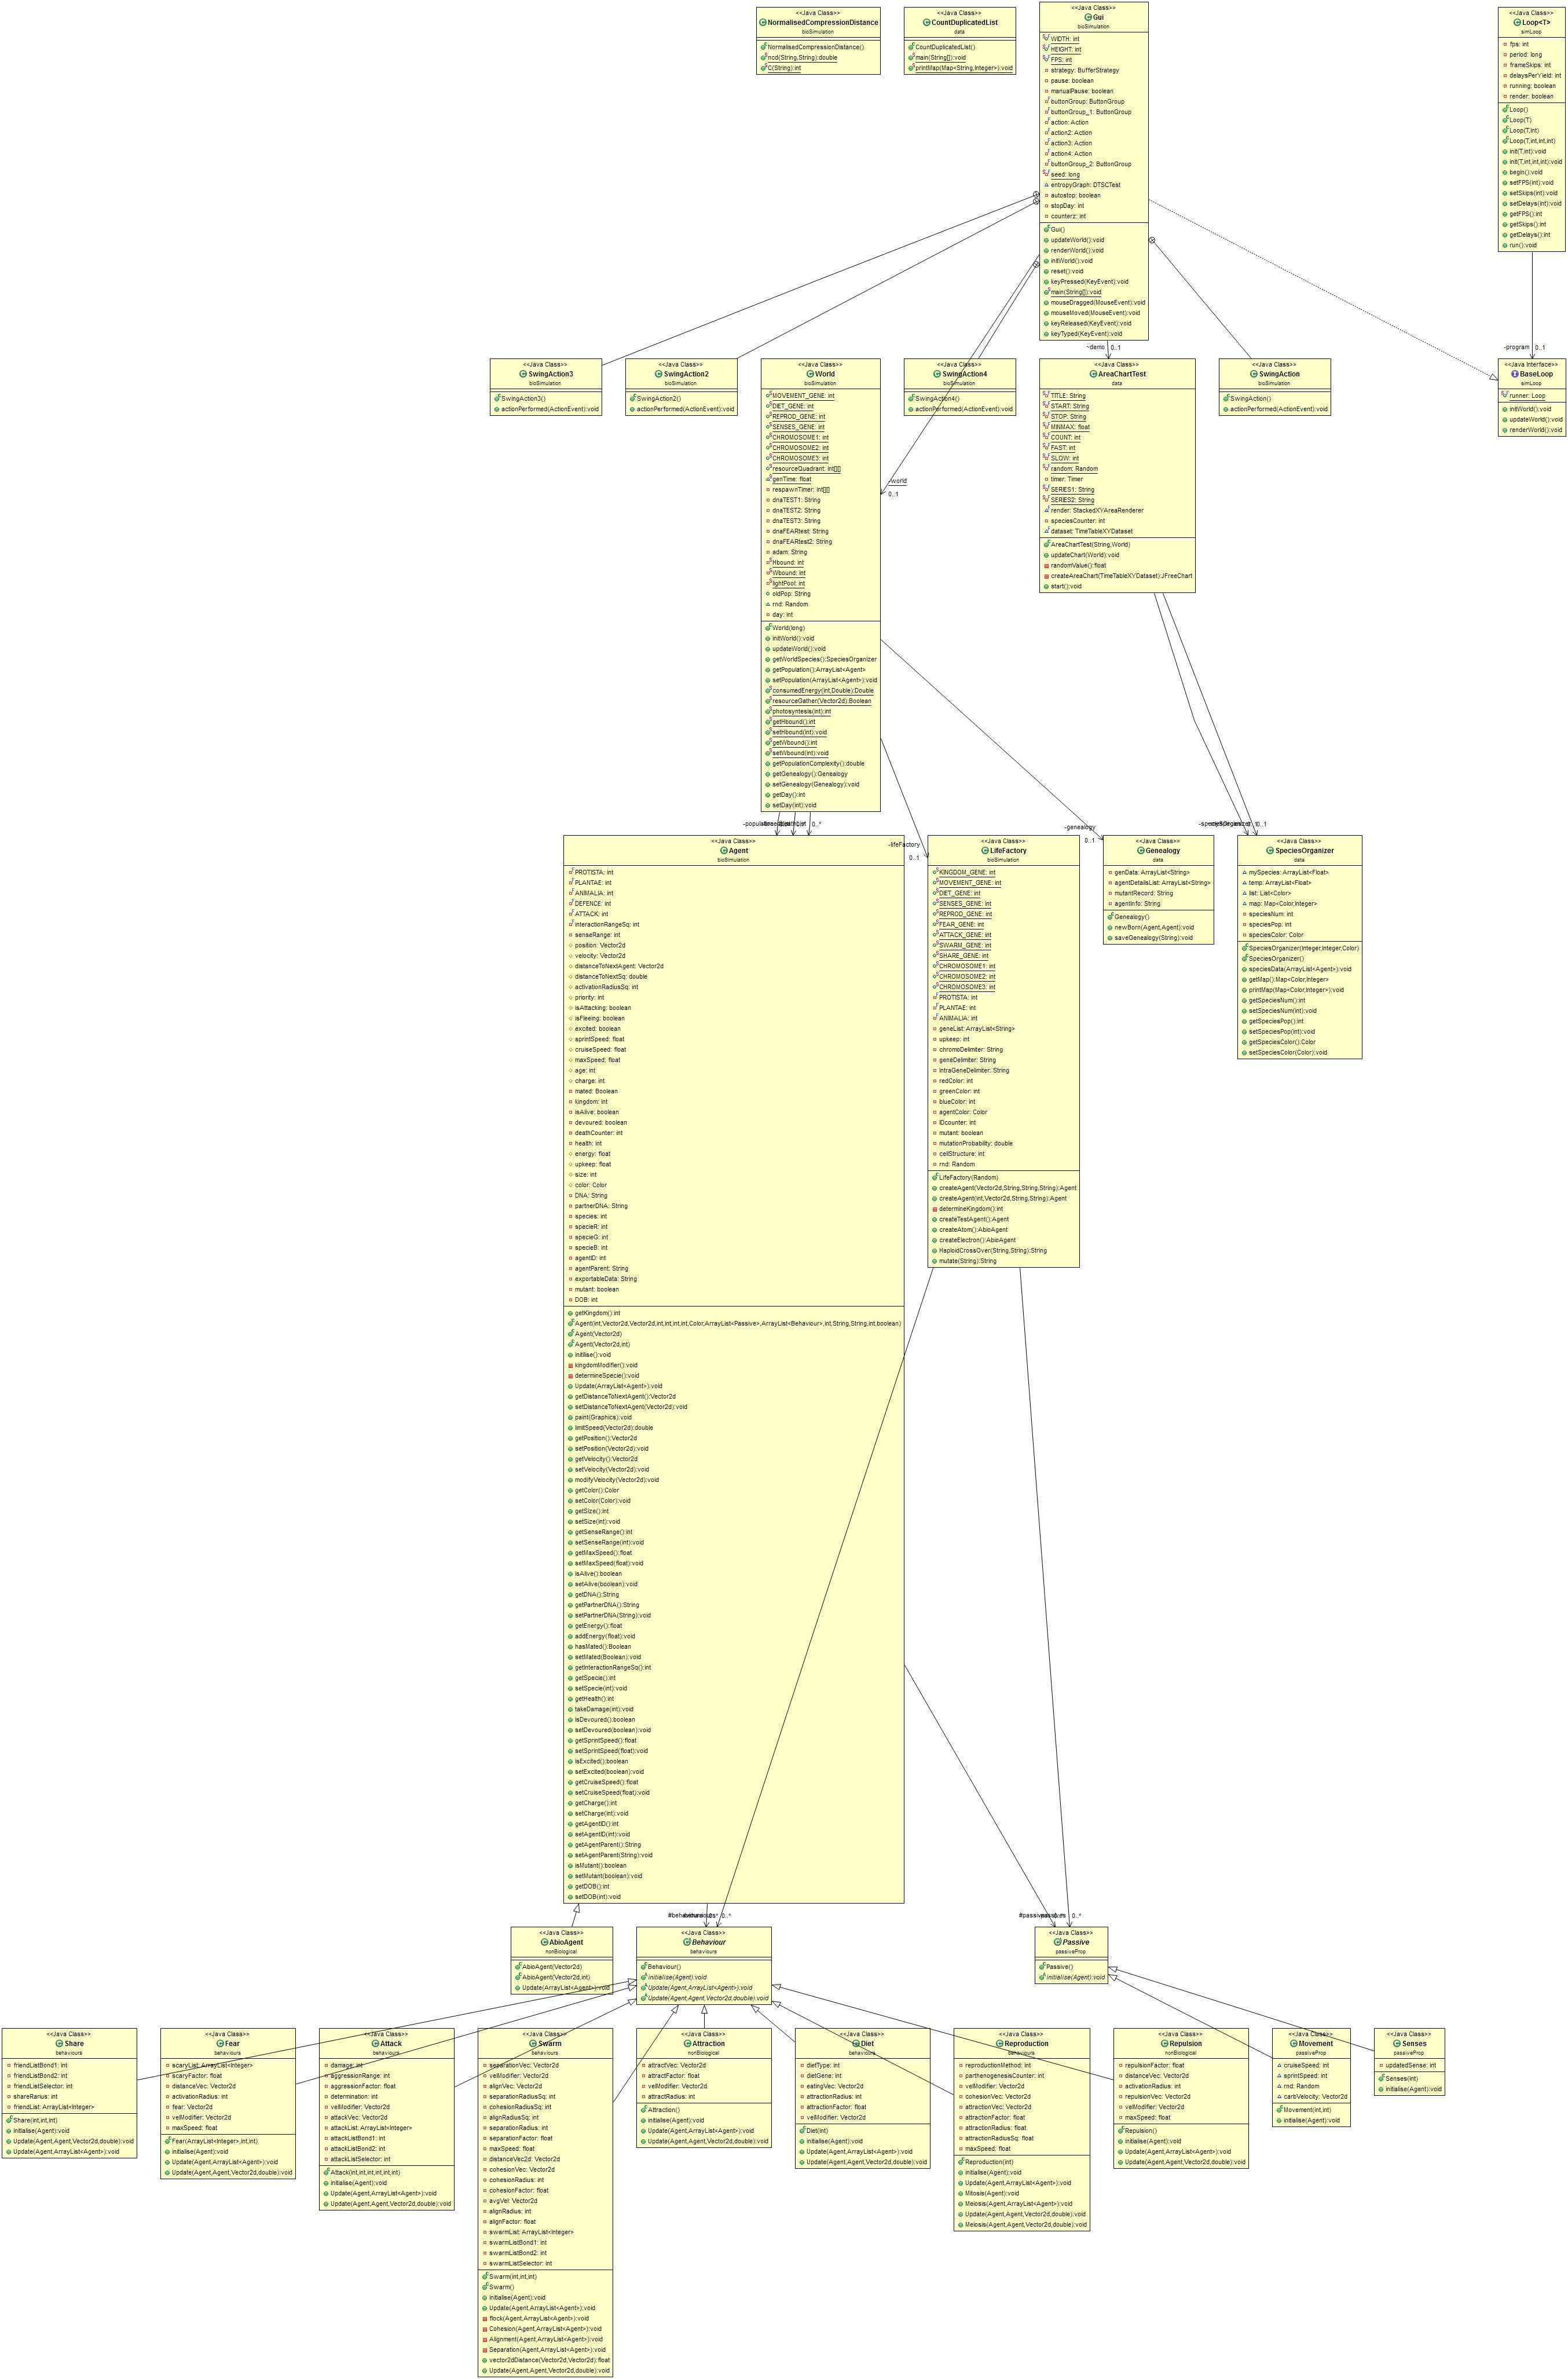 <<Java Class>>
NormalisedCompressionDistance
bioSimulation
NormalisedCompressionDistance()
ncd(String,String):double
C(String):int
<<Java Class>>
CountDuplicatedList
data
CountDuplicatedList()
main(String[]):void
printMap(Map<String,Integer>):void
<<Java Class>>
Gui
bioSimulation
WIDTH: int
HEIGHT: int
FPS: int
strategy: BufferStrategy
pause: boolean
manualPause: boolean
buttonGroup: ButtonGroup
buttonGroup_1: ButtonGroup
action: Action
action2: Action
action3: Action
action4: Action
buttonGroup_2: ButtonGroup
seed: long
entropyGraph: DTSCTest
autostop: boolean
stopDay: int
counterz: int
Gui()
updateWorld():void
renderWorld():void
initWorld():void
reset():void
keyPressed(KeyEvent):void
main(String[]):void
mouseDragged(MouseEvent):void
mouseMoved(MouseEvent):void
keyReleased(KeyEvent):void
keyTyped(KeyEvent):void
<<Java Class>>
Loop<T>
simLoop
fps: int
period: long
frameSkips: int
delaysPerYield: int
running: boolean
render: boolean
Loop()
Loop(T)
Loop(T,int)
Loop(T,int,int,int)
init(T,int):void
init(T,int,int,int):void
begin():void
setFPS(int):void
setSkips(int):void
setDelays(int):void
getFPS():int
getSkips():int
getDelays():int
run():void
~demo 0..1
-program 0..1
<<Java Class>>
SwingAction3
bioSimulation
SwingAction3()
actionPerformed(ActionEvent):void
<<Java Class>>
SwingAction2
bioSimulation
SwingAction2()
actionPerformed(ActionEvent):void
<<Java Class>>
World
bioSimulation
MOVEMENT_GENE: int
DIET_GENE: int
REPROD_GENE: int
SENSES_GENE: int
CHROMOSOME1: int
CHROMOSOME2: int
CHROMOSOME3: int
resourceQuadrant: int[][]
genTime: float
respawnTimer: int[][]
dnaTEST1: String
dnaTEST2: String
dnaTEST3: String
dnaFEARtest: String
dnaFEARtest2: String
adam: String
Hbound: int
Wbound: int
lightPool: int
oldPop: String
rnd: Random
day: int
World(long)
initWorld():void
updateWorld():void
getWorldSpecies():SpeciesOrganizer
getPopulation():ArrayList<Agent>
setPopulation(ArrayList<Agent>):void
consumedEnergy(int,Double):Double
resourceGather(Vector2d):Boolean
photosyntesis(int):int
getHbound():int
setHbound(int):void
getWbound():int
setWbound(int):void
getPopulationComplexity():double
getGenealogy():Genealogy
setGenealogy(Genealogy):void
getDay():int
setDay(int):void
-world
0..1
<<Java Class>>
SwingAction4
bioSimulation
SwingAction4()
actionPerformed(ActionEvent):void
<<Java Class>>
AreaChartTest
data
TITLE: String
START: String
STOP: String
MINMAX: float
COUNT: int
FAST: int
SLOW: int
random: Random
timer: Timer
SERIES1: String
SERIES2: String
render: StackedXYAreaRenderer
speciesCounter: int
dataset: TimeTableXYDataset
AreaChartTest(String,World)
updateChart(World):void
randomValue():float
createAreaChart(TimeTableXYDataset):JFreeChart
start():void
<<Java Class>>
SwingAction
bioSimulation
SwingAction()
actionPerformed(ActionEvent):void
<<Java Interface>>
BaseLoop
simLoop
runner: Loop
initWorld():void
updateWorld():void
renderWorld():void
0..*
-lifeFactory
0..1
-genealogy
0..1
<<Java Class>>
Agent
bioSimulation
PROTISTA: int
PLANTAE: int
ANIMALIA: int
DEFENCE: int
ATTACK: int
interactionRangeSq: int
senseRange: int
position: Vector2d
velocity: Vector2d
distanceToNextAgent: Vector2d
distanceToNextSq: double
activationRadiusSq: int
priority: int
isAttacking: boolean
isFleeing: boolean
excited: boolean
sprintSpeed: float
cruiseSpeed: float
maxSpeed: float
age: int
charge: int
mated: Boolean
kingdom: int
isAlive: boolean
devoured: boolean
deathCounter: int
health: int
energy: float
upkeep: float
size: int
color: Color
DNA: String
partnerDNA: String
species: int
specieR: int
specieG: int
specieB: int
agentID: int
agentParent: String
exportableData: String
mutant: boolean
DOB: int
getKingdom():int
Agent(int,Vector2d,Vector2d,int,int,int,int,Color,ArrayList<Passive>,ArrayList<Behaviour>,int,String,String,int,boolean)
Agent(Vector2d)
Agent(Vector2d,int)
initilise():void
kingdomModifier():void
determineSpecie():void
Update(ArrayList<Agent>):void
getDistanceToNextAgent():Vector2d
setDistanceToNextAgent(Vector2d):void
paint(Graphics):void
limitSpeed(Vector2d):double
getPosition():Vector2d
setPosition(Vector2d):void
getVelocity():Vector2d
setVelocity(Vector2d):void
modifyVelocity(Vector2d):void
getColor():Color
setColor(Color):void
getSize():int
setSize(int):void
getSenseRange():int
setSenseRange(int):void
getMaxSpeed():float
setMaxSpeed(float):void
isAlive():boolean
setAlive(boolean):void
getDNA():String
getPartnerDNA():String
setPartnerDNA(String):void
getEnergy():float
addEnergy(float):void
hasMated():Boolean
setMated(Boolean):void
getInteractionRangeSq():int
getSpecie():int
setSpecie(int):void
getHealth():int
takeDamage(int):void
isDevoured():boolean
setDevoured(boolean):void
getSprintSpeed():float
setSprintSpeed(float):void
isExcited():boolean
setExcited(boolean):void
getCruiseSpeed():float
setCruiseSpeed(float):void
getCharge():int
setCharge(int):void
getAgentID():int
setAgentID(int):void
getAgentParent():String
setAgentParent(String):void
isMutant():boolean
setMutant(boolean):void
getDOB():int
setDOB(int):void
<<Java Class>>
LifeFactory
bioSimulation
KINGDOM_GENE: int
MOVEMENT_GENE: int
DIET_GENE: int
SENSES_GENE: int
REPROD_GENE: int
FEAR_GENE: int
ATTACK_GENE: int
SWARM_GENE: int
SHARE_GENE: int
CHROMOSOME1: int
CHROMOSOME2: int
CHROMOSOME3: int
PROTISTA: int
PLANTAE: int
ANIMALIA: int
geneList: ArrayList<String>
upkeep: int
chromoDelimiter: String
geneDelimiter: String
intraGeneDelimiter: String
redColor: int
greenColor: int
blueColor: int
agentColor: Color
IDcounter: int
mutant: boolean
mutationProbability: double
cellStructure: int
rnd: Random
LifeFactory(Random)
createAgent(Vector2d,String,String,String):Agent
createAgent(int,Vector2d,String,String):Agent
determineKingdom():int
createTestAgent():Agent
createAtom():AbioAgent
createElectron():AbioAgent
HaploidCrossOver(String,String):String
mutate(String):String
<<Java Class>>
Genealogy
data
genData: ArrayList<String>
agentDetailsList: ArrayList<String>
mutantRecord: String
agentInfo: String
Genealogy()
newBorn(Agent,Agent):void
saveGenealogy(String):void
<<Java Class>>
SpeciesOrganizer
data
mySpecies: ArrayList<Float>
temp: ArrayList<Float>
list: List<Color>
map: Map<Color,Integer>
speciesNum: int
speciesPop: int
speciesColor: Color
SpeciesOrganizer(Integer,Integer,Color)
SpeciesOrganizer()
speciesData(ArrayList<Agent>):void
getMap():Map<Color,Integer>
printMap(Map<Color,Integer>):void
getSpeciesNum():int
setSpeciesNum(int):void
getSpeciesPop():int
setSpeciesPop(int):void
getSpeciesColor():Color
setSpeciesColor(Color):void
0..*
0..*
<<Java Class>>
AbioAgent
nonBiological
AbioAgent(Vector2d)
AbioAgent(Vector2d,int)
Update(ArrayList<Agent>):void
<<Java Class>>
Behaviour
behaviours
Behaviour()
initialise(Agent):void
Update(Agent,ArrayList<Agent>):void
Update(Agent,Agent,Vector2d,double):void
<<Java Class>>
Passive
passiveProp
Passive()
initialise(Agent):void
<<Java Class>>
Share
behaviours
friendListBond1: int
friendListBond2: int
friendListSelector: int
shareRarius: int
friendList: ArrayList<Integer>
Share(int,int,int)
initialise(Agent):void
Update(Agent,Agent,Vector2d,double):void
Update(Agent,ArrayList<Agent>):void
<<Java Class>>
Fear
behaviours
scaryList: ArrayList<Integer>
scaryFactor: float
distanceVec: Vector2d
activationRadius: int
fear: Vector2d
velModifier: Vector2d
maxSpeed: float
Fear(ArrayList<Integer>,int,int)
initialise(Agent):void
Update(Agent,ArrayList<Agent>):void
Update(Agent,Agent,Vector2d,double):void
<<Java Class>>
Attack
behaviours
damage: int
aggressionRange: int
aggressionFactor: float
determination: int
velModifier: Vector2d
attackVec: Vector2d
attackList: ArrayList<Integer>
attackListBond1: int
attackListBond2: int
attackListSelector: int
Attack(int,int,int,int,int,int)
initialise(Agent):void
Update(Agent,ArrayList<Agent>):void
Update(Agent,Agent,Vector2d,double):void
<<Java Class>>
Swarm
behaviours
separationVec: Vector2d
velModifier: Vector2d
alignVec: Vector2d
separationRadiusSq: int
cohesionRadiusSq: int
alignRadiusSq: int
separationRadius: int
separationFactor: float
maxSpeed: float
distanceVec2d: Vector2d
cohesionVec: Vector2d
cohesionRadius: int
cohesionFactor: float
avgVel: Vector2d
alignRadius: int
alignFactor: float
swarmList: ArrayList<Integer>
swarmListBond1: int
swarmListBond2: int
swarmListSelector: int
Swarm(int,int,int)
Swarm()
initialise(Agent):void
Update(Agent,ArrayList<Agent>):void
flock(Agent,ArrayList<Agent>):void
Cohesion(Agent,ArrayList<Agent>):void
Alignment(Agent,ArrayList<Agent>):void
Separation(Agent,ArrayList<Agent>):void
vector2dDistance(Vector2d,Vector2d):float
Update(Agent,Agent,Vector2d,double):void
<<Java Class>>
Attraction
nonBiological
attractVec: Vector2d
attractFactor: float
velModifier: Vector2d
attractRadius: int
Attraction()
initialise(Agent):void
Update(Agent,ArrayList<Agent>):void
Update(Agent,Agent,Vector2d,double):void
<<Java Class>>
Diet
behaviours
dietType: int
dietGene: int
eatingVec: Vector2d
attractionRadius: int
attractionFactor: float
velModifier: Vector2d
Diet(int)
initialise(Agent):void
Update(Agent,ArrayList<Agent>):void
Update(Agent,Agent,Vector2d,double):void
<<Java Class>>
Reproduction
behaviours
reproductionMethod: int
parthenogenesisCounter: int
velModifier: Vector2d
cohesionVec: Vector2d
attractionVec: Vector2d
attractionFactor: float
attractionRadius: float
attractionRadiusSq: float
maxSpeed: float
Reproduction(int)
initialise(Agent):void
Update(Agent,ArrayList<Agent>):void
Mitosis(Agent):void
Meiosis(Agent,ArrayList<Agent>):void
Update(Agent,Agent,Vector2d,double):void
Meiosis(Agent,Agent,Vector2d,double):void
<<Java Class>>
Repulsion
nonBiological
repulsionFactor: float
distanceVec: Vector2d
activationRadius: int
repulsionVec: Vector2d
velModifier: Vector2d
maxSpeed: float
Repulsion()
initialise(Agent):void
Update(Agent,ArrayList<Agent>):void
Update(Agent,Agent,Vector2d,double):void
<<Java Class>>
Movement
passiveProp
cruiseSpeed: int
sprintSpeed: int
rnd: Random
carbVelocity: Vector2d
Movement(int,int)
initialise(Agent):void
<<Java Class>>
Senses
passiveProp
updatedSense: int
Senses(int)
initialise(Agent):void